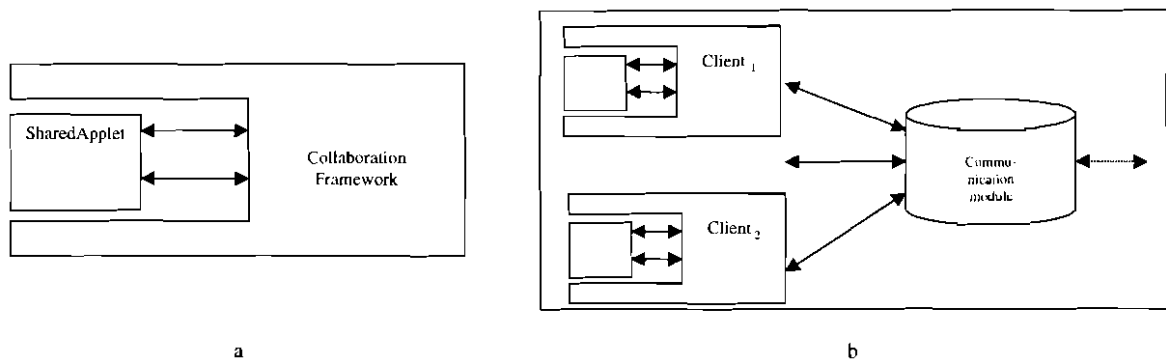 SharedApplet
Collaboration
Framework
a
Client 1
Client 2
Commu-
nication
module
b